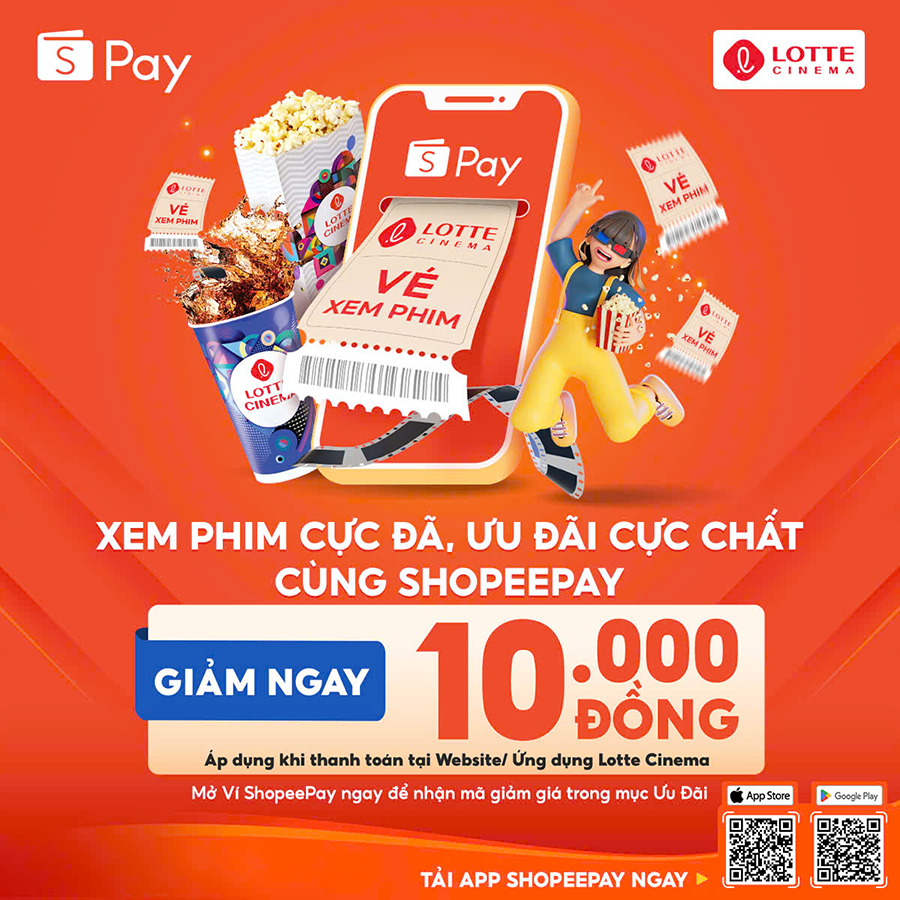 S Pay
LOTTE
CINEMA
S Pay
LOTTE
CINEMA
VÉ
XEM PHIM
LOTTE
CINEMA
VÉ
XEM PHIM
LOTTE
CINEMA
LOTTE
CINEMA
VÉ
XEM PHIM
LOTTE
VÉ
XEM PHIM
LOTTE
CINEMA
XEM PHIM CỰC ĐÃ, ƯU ĐÃI CỰC CHẤT
CÙNG SHOPEEPAY
GIẢM NGAY
10.000
ĐỒNG
Áp dụng khi thanh toán tại Website/ Ứng dụng Lotte Cinema
Mở Ví ShopeePay ngay để nhận mã giảm giá trong mục Ưu Đãi
App Store
Google Play
TẢI APP SHOPEEPAY NGAY